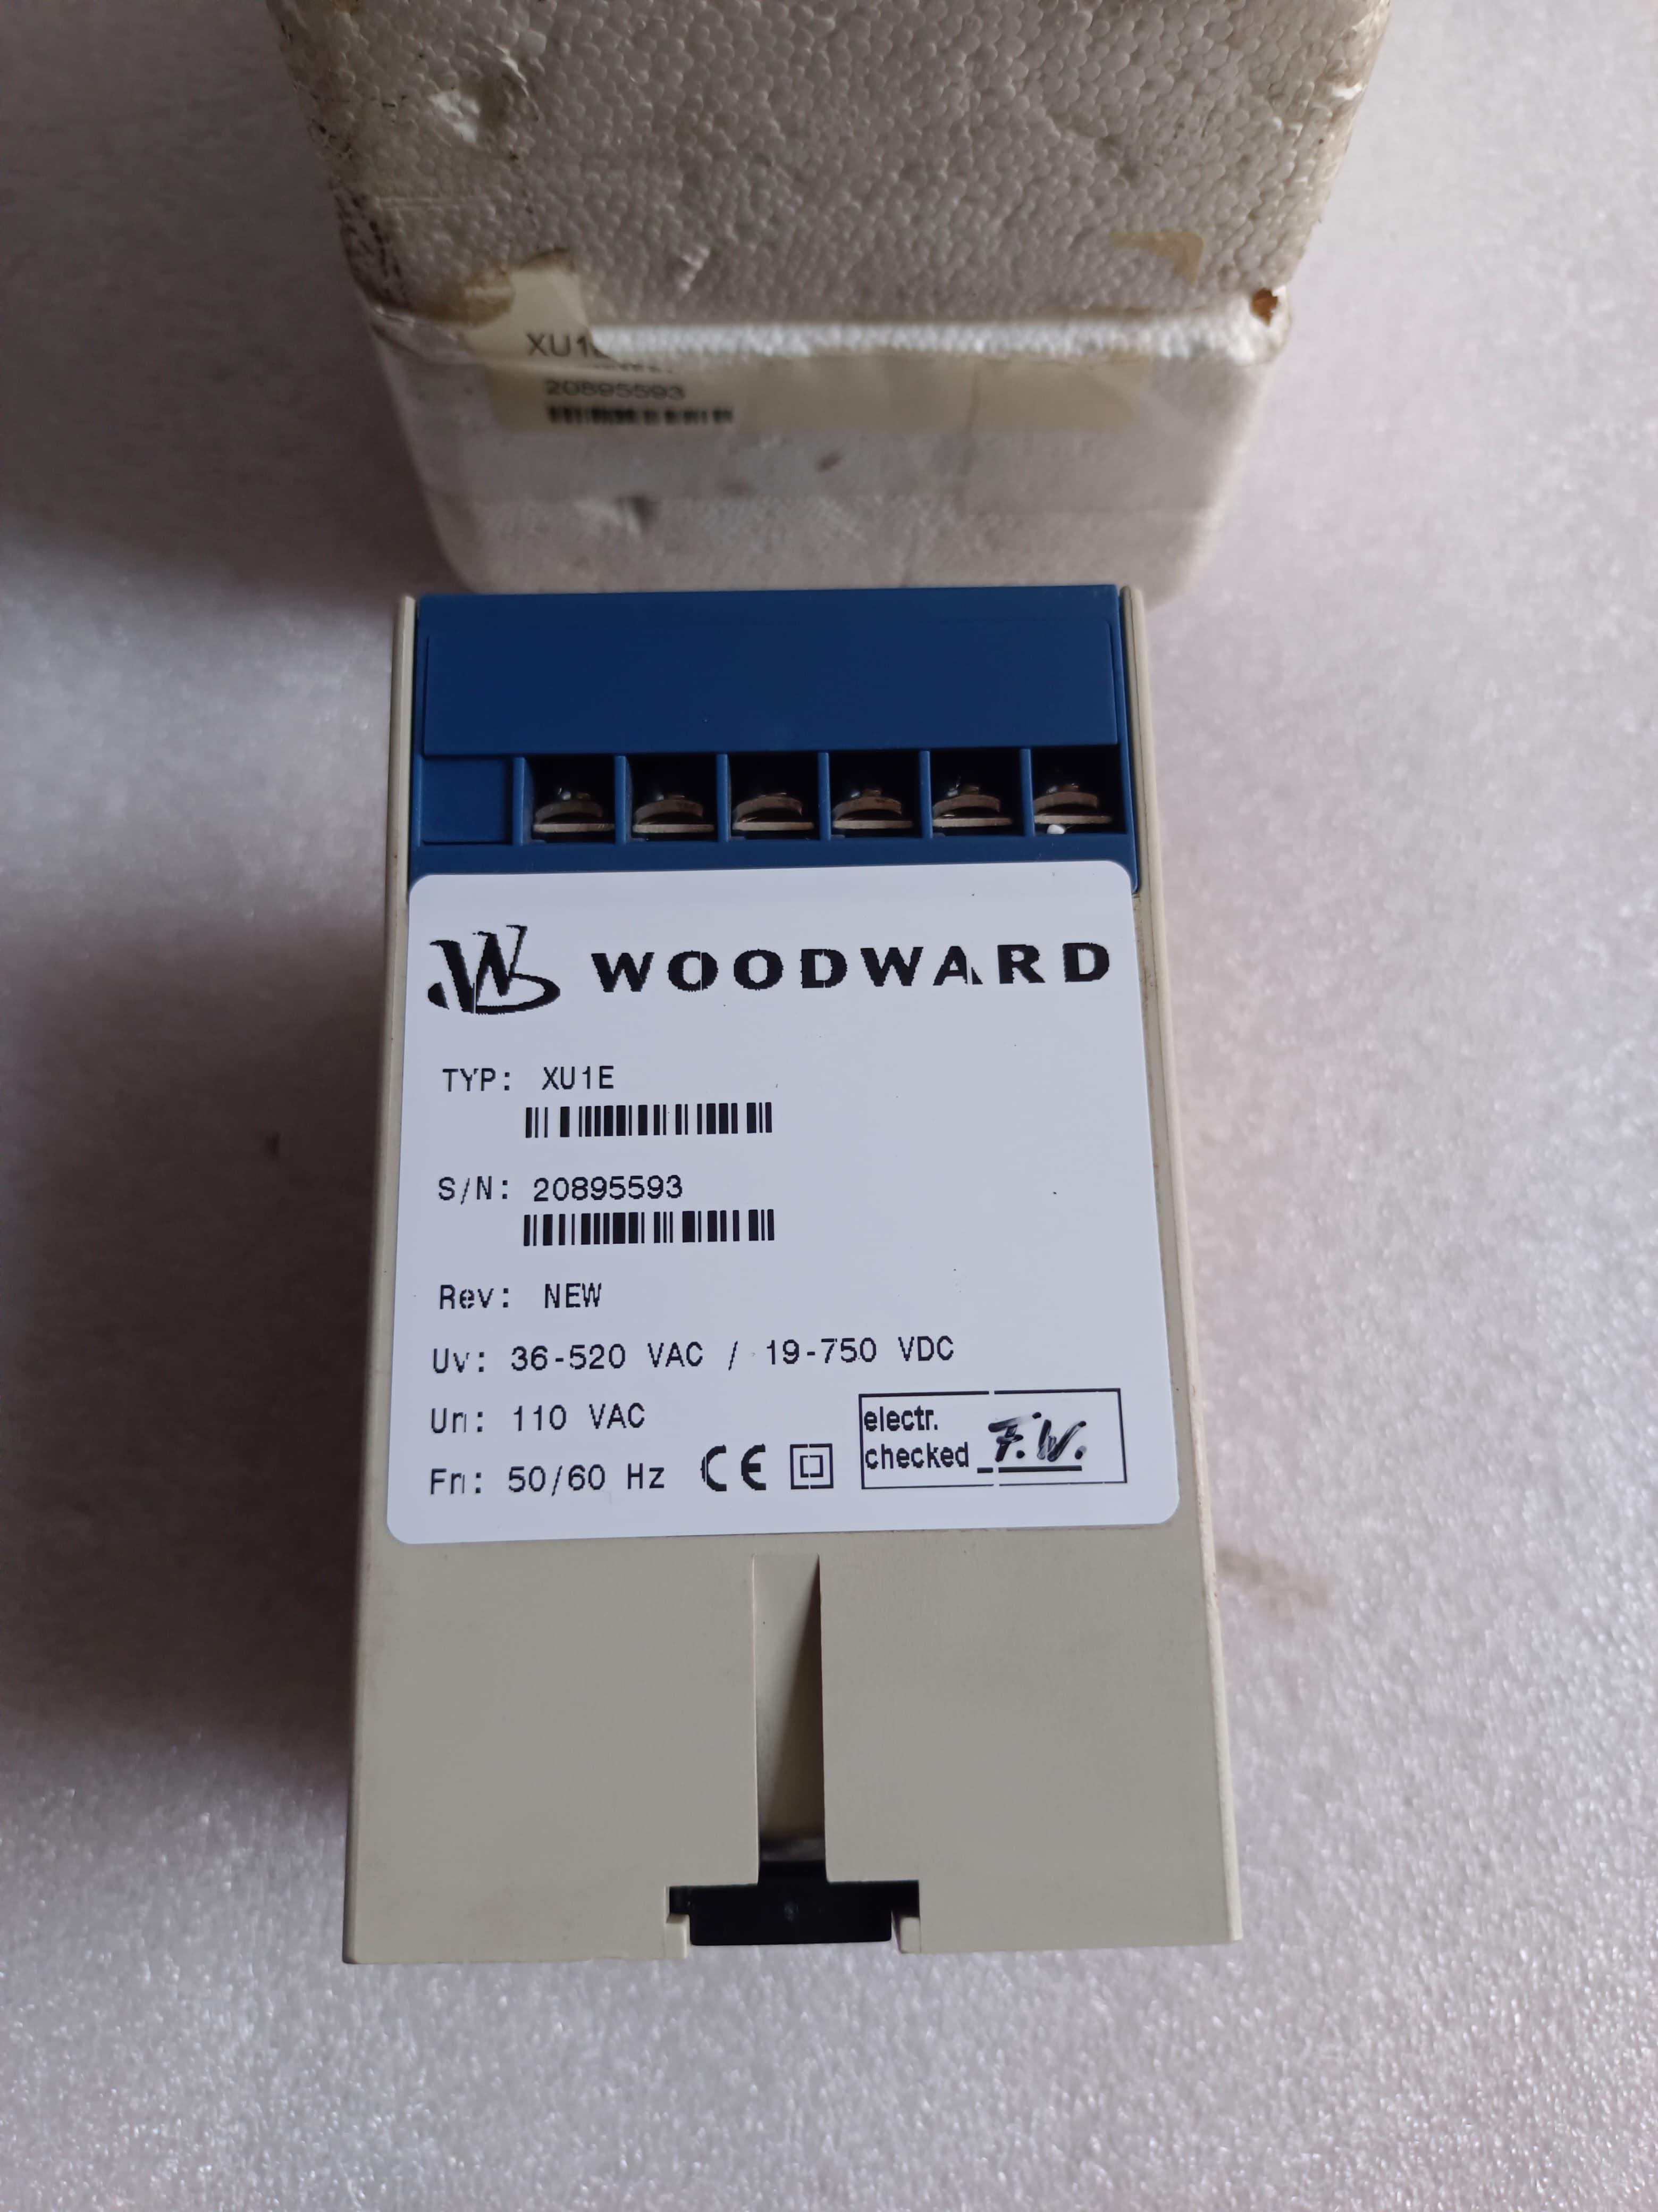 20895593
WOODWARD
TYP: XU1E
S/N: 20895593
Rev: NEW
Uv: 36-520 VAC / 19-750 VDC
Un: 110 VAC
Fn: 50/60 Hz CE
electr.
checked F.W.